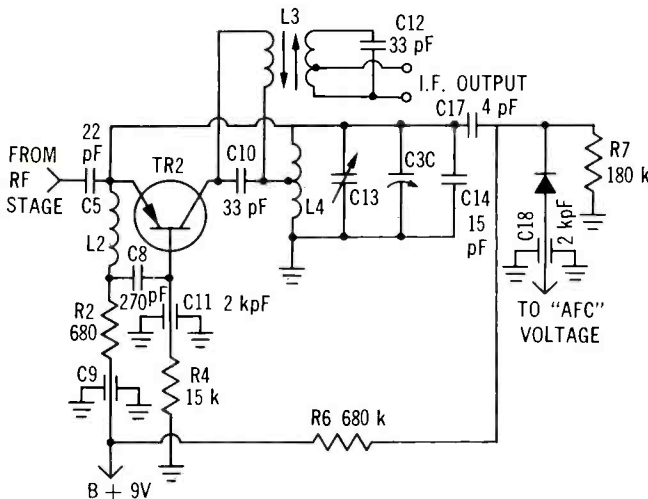 L3
C12
33 pF
I.F. OUTPUT
C17
4 pF
22
pF
FROM
RF
STAGE
C5
TR2
C10
33 pF
L4
C13
C3C
C14
15
pF
R7
180 k
C18
2 kpF
TO "AFC"
VOLTAGE
L2
C8
270 pF
C11 2 kpF
R2
680
C9
R4
15 k
R6 680 k
B + 9V